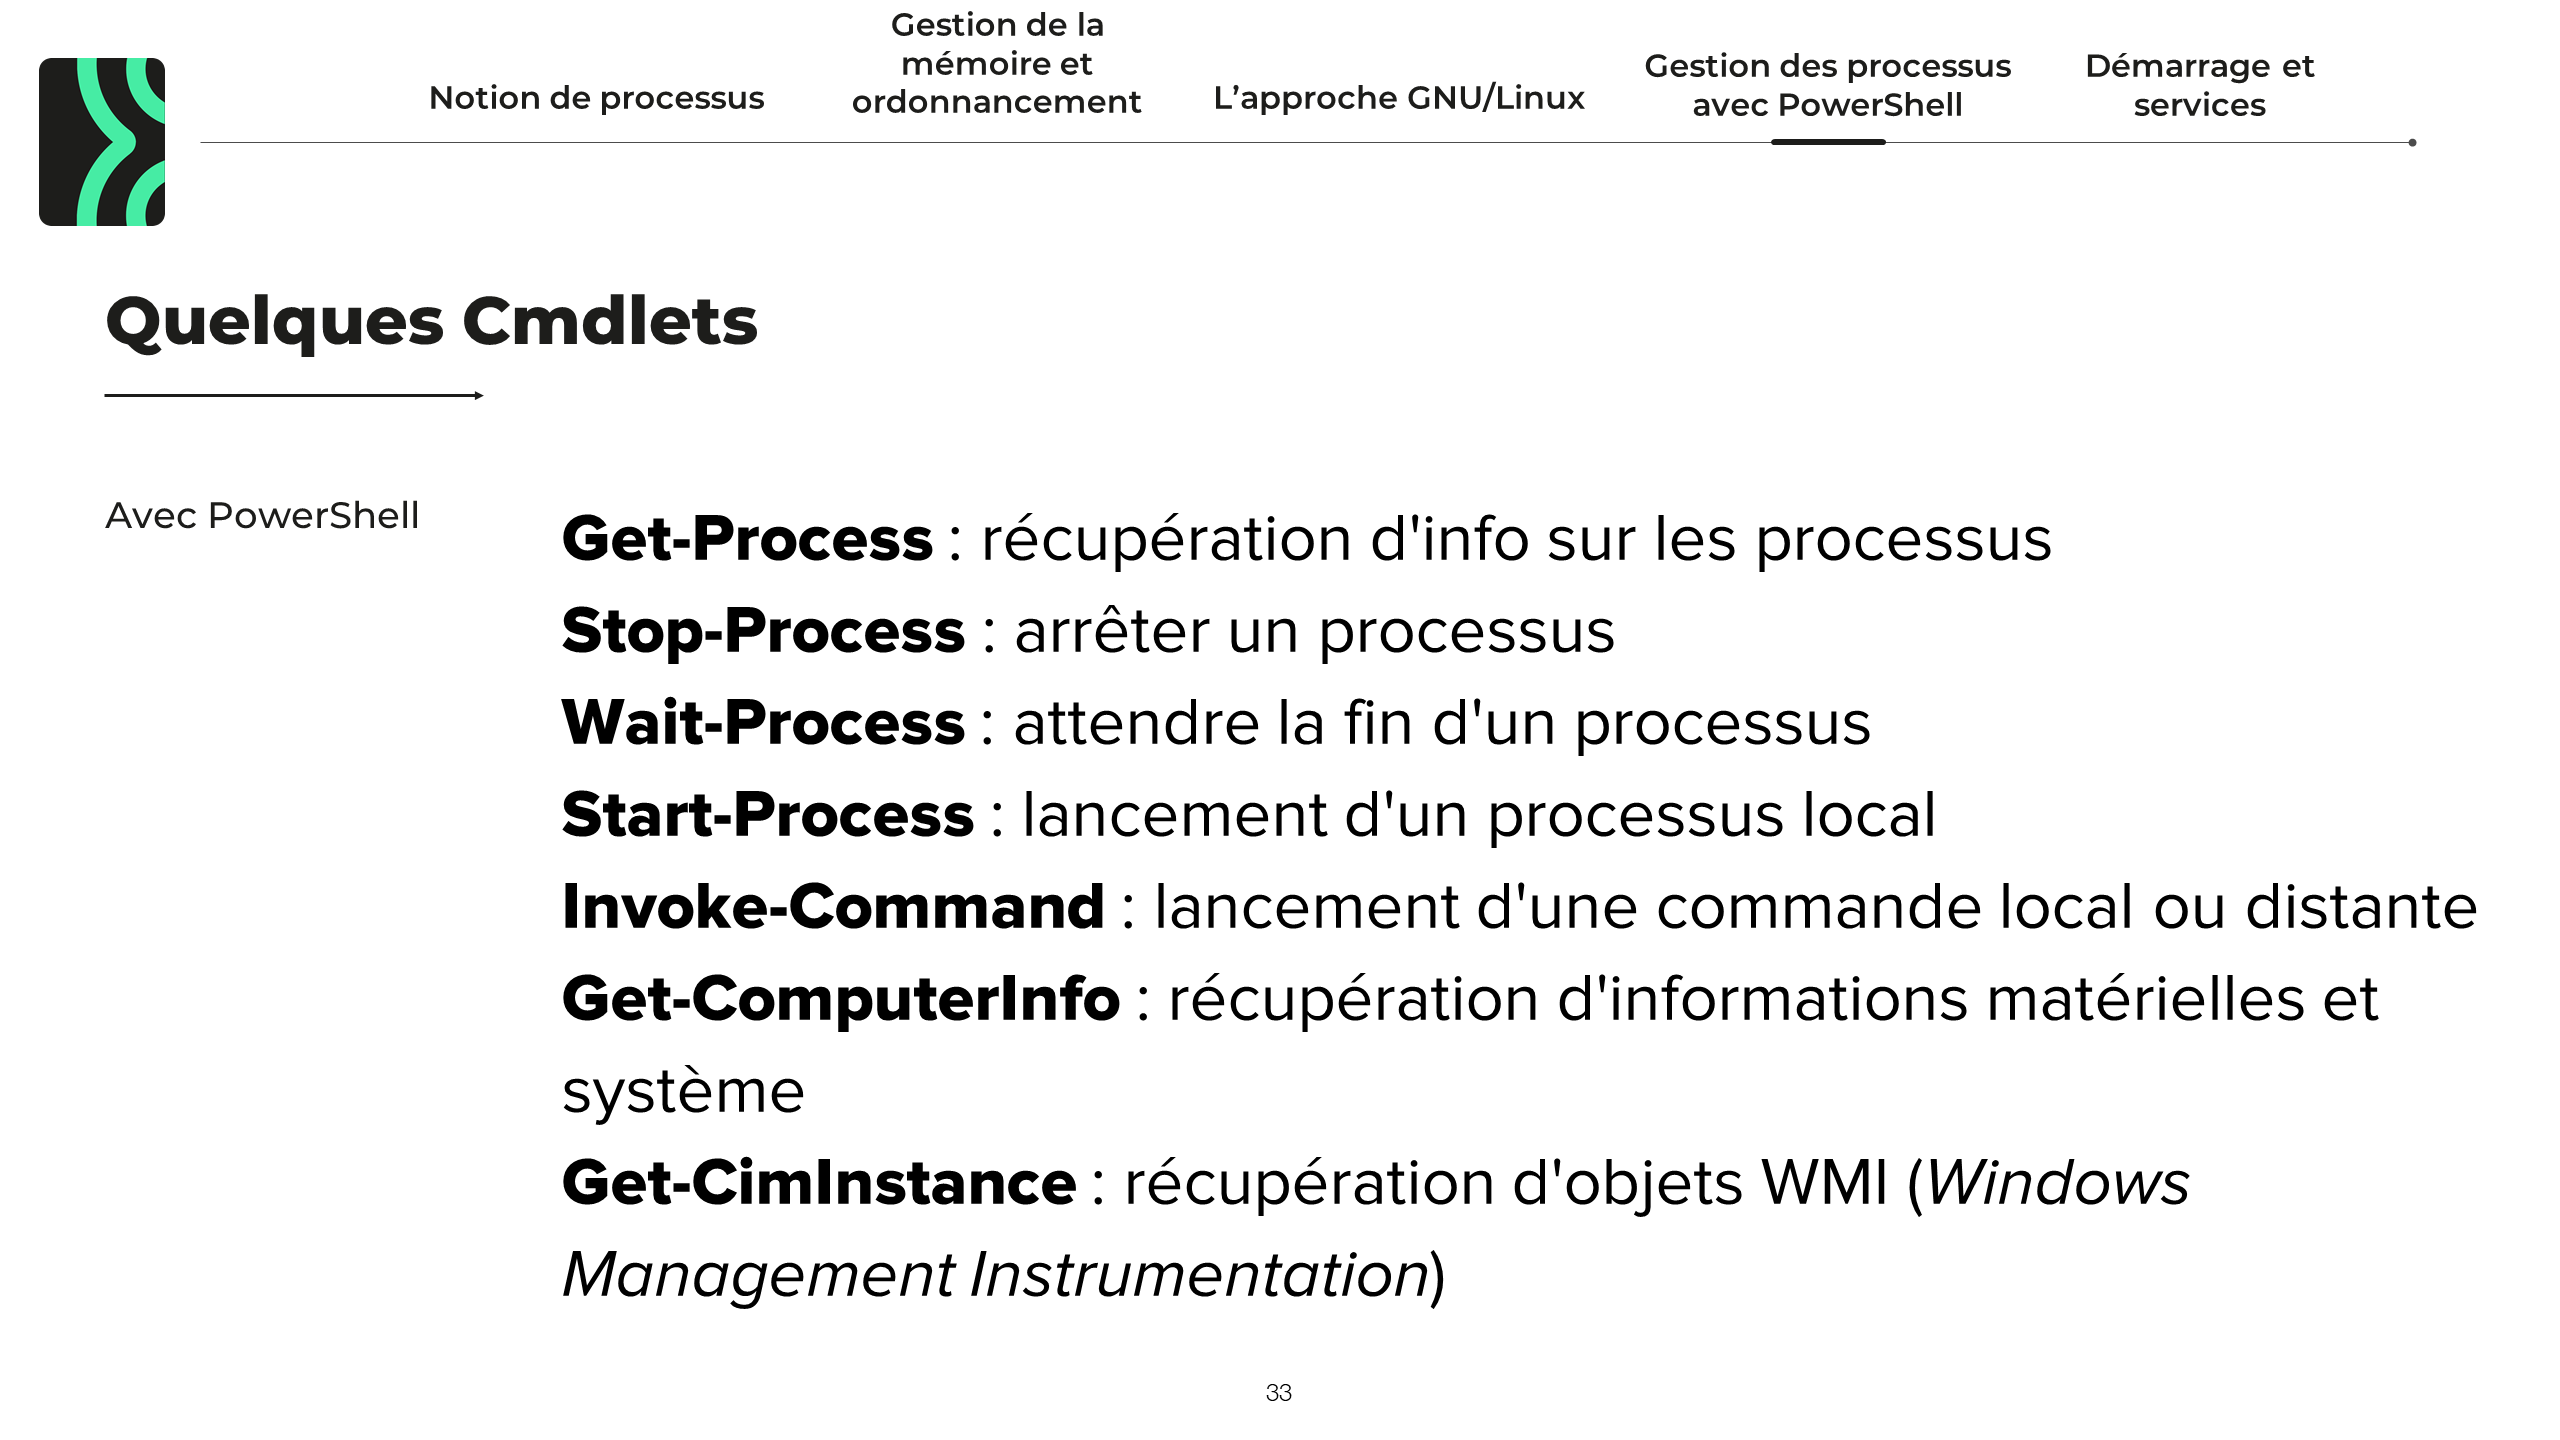 Notion de processus
Gestion de la
mémoire et
ordonnancement
L’approche GNU/Linux
Gestion des processus
avec PowerShell
Démarrage et
services
Quelques Cmdlets
Avec PowerShell
Get-Process : récupération d'info sur les processus
Stop-Process : arrêter un processus
Wait-Process : attendre la fin d'un processus
Start-Process : lancement d'un processus local
Invoke-Command : lancement d'une commande local ou distante
Get-ComputerInfo : récupération d'informations matérielles et
système
Get-CimInstance : récupération d'objets WMI (Windows
Management Instrumentation)
33